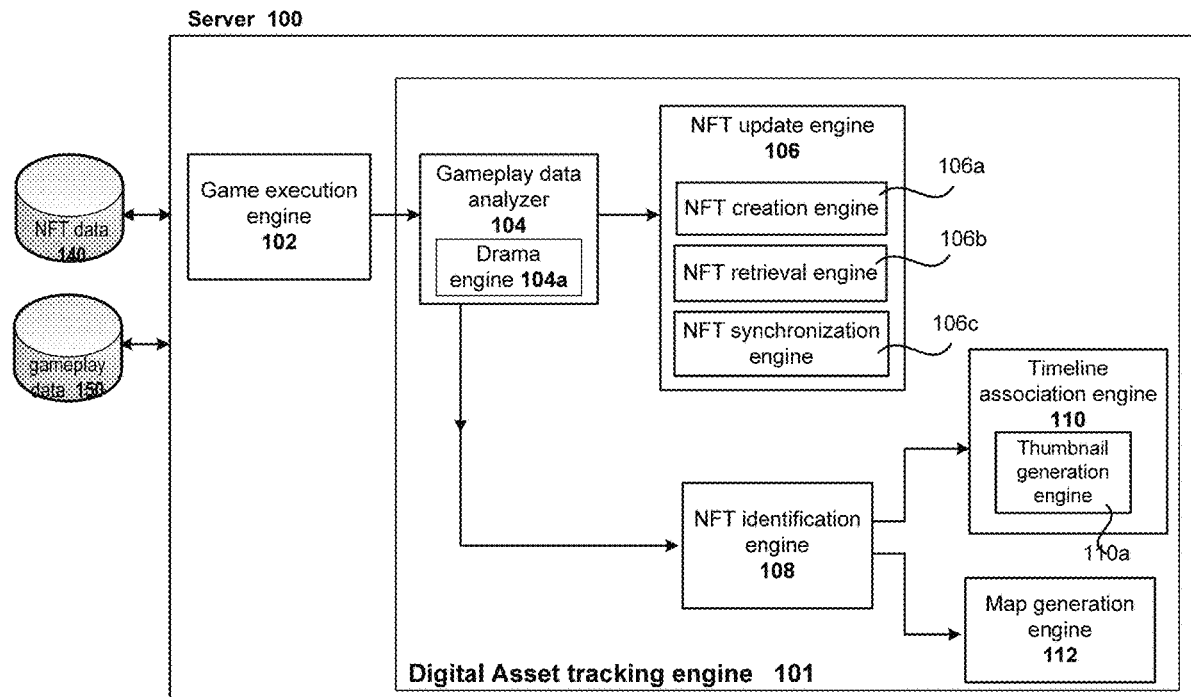 Server 100
NFT data
140
gameplay
data 150
Game execution
engine
102
Gameplay data
analyzer
104
Drama
engine 104a
NFT update engine
106
NFT creation engine
106a
NFT retrieval engine
106b
NFT synchronization
engine
106c
NFT identification
engine
108
Timeline
association engine
110
Thumbnail
generation
engine
110a
Map generation
engine
112
Digital Asset tracking engine 101